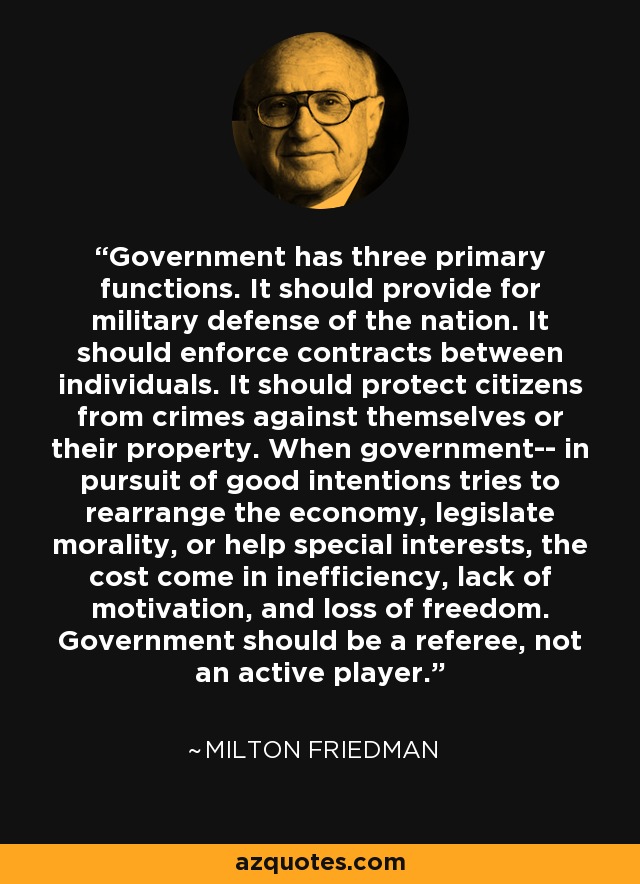 “Government has three primary
functions. It should provide for
military defense of the nation. It
should enforce contracts between
individuals. It should protect citizens
from crimes against themselves or
their property. When government-- in
pursuit of good intentions tries to
rearrange the economy, legislate
morality, or help special interests, the
cost come in inefficiency, lack of
motivation, and loss of freedom.
Government should be a referee, not
an active player.”
~MILTON FRIEDMAN
azquotes.com